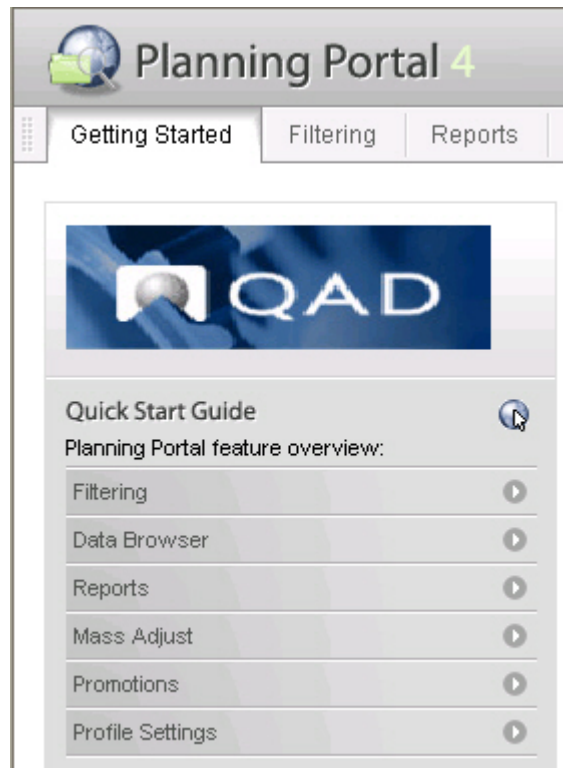 Planning Portal 4
Getting Started Filtering Reports
QAD
Quick Start Guide
Planning Portal feature overview:
Filtering
Data Browser
Reports
Mass Adjust
Promotions
Profile Settings